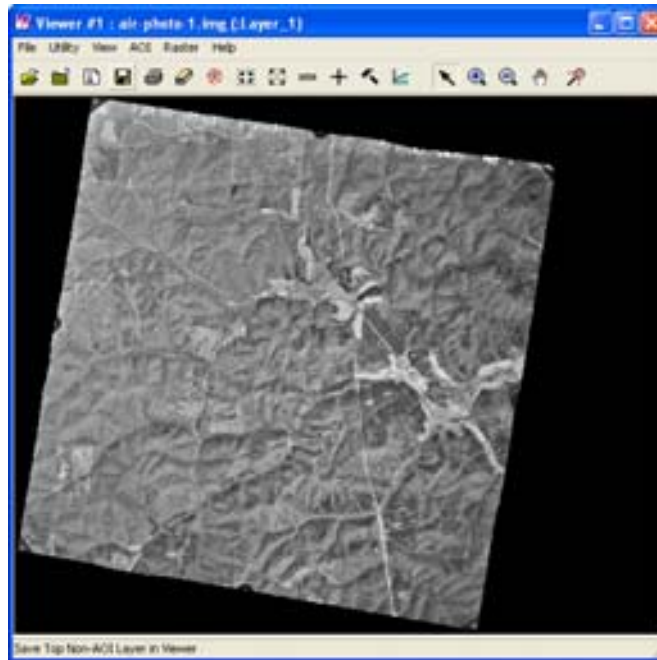 Viewer #1 : air-photo-1.img (:Layer_1)
File Utility View AOI Raster Help
Save Top Non-AOI Layer in Viewer